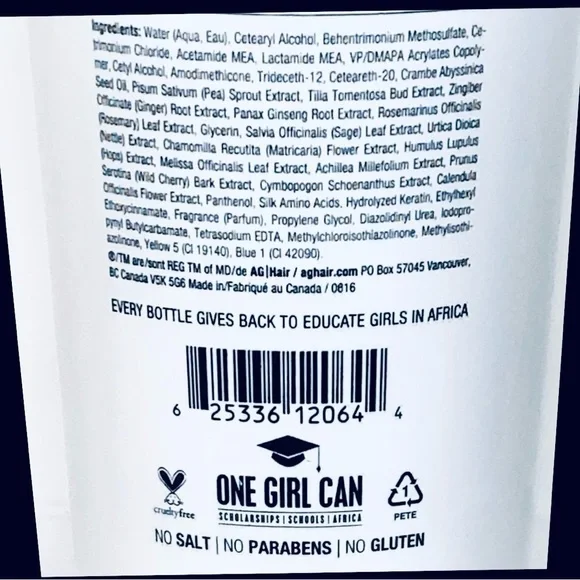 Ingredients: Water (Aqua, Eau), Cetearyl Alcohol, Behentrimonium Methosulfate, Ce-
trimonium Chloride, Acetamide MEA, Lactamide MEA, VP/DMAPA Acrylates Copoly-
mer, Cetyl Alcohol, Amodimethicone, Trideceth-12, Ceteareth-20, Crambe Abyssinica
Seed Oil, Pisum Sativum (Pea) Sprout Extract, Tilia Tomentosa Bud Extract, Zingiber
Officinale (Ginger) Root Extract, Panax Ginseng Root Extract, Rosmarinus Officinalis
(Rosemary) Leaf Extract, Glycerin, Salvia Officinalis (Sage) Leaf Extract, Urtica Dioica
(Nettle) Extract, Chamomilla Recutita (Matricaria) Flower Extract, Humulus Lupulus
(Hops) Extract, Melissa Officinalis Leaf Extract, Achillea Millefolium Extract, Prunus
Serotina (Wild Cherry) Bark Extract, Cymbopogon Schoenanthus Extract, Calendula
Officinalis Flower Extract, Panthenol, Silk Amino Acids, Hydrolyzed Keratin, Ethylhexyl
Ethoxycinnamate, Fragrance (Parfum), Propylene Glycol, Diazolidinyl Urea, Iodopro-
pynyl Butylcarbamate, Tetrasodium EDTA, Methylchloroisothiazolinone, Methylisothi-
azolinone, Yellow 5 (CI 19140), Blue 1 (CI 42090).
®/TM are/sont REG TM of MD/de AG|Hair / aghair.com PO Box 57045 Vancouver,
BC Canada V5K 5G6 Made in/Fabriqué au Canada / 0816
EVERY BOTTLE GIVES BACK TO EDUCATE GIRLS IN AFRICA
6 25336 12064 4
crueltyfree
ONE GIRL CAN
SCHOLARSHIPS | SCHOOLS | AFRICA
1
PETE
NO SALT | NO PARABENS | NO GLUTEN